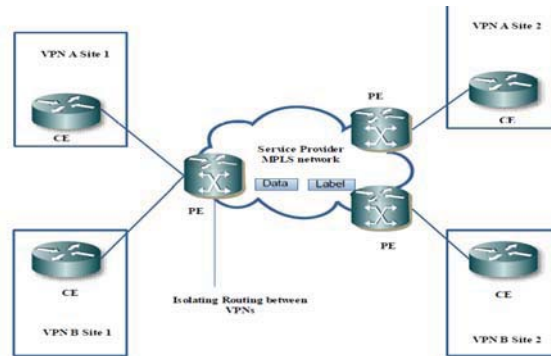 VPN A Site 1
VPN A Site 2
PE
CE
CE
Service Provider
MPLS network
Data
Label
PE
PE
CE
CE
Isolating Routing between
VPNs
VPN B Site 1
VPN B Site 2